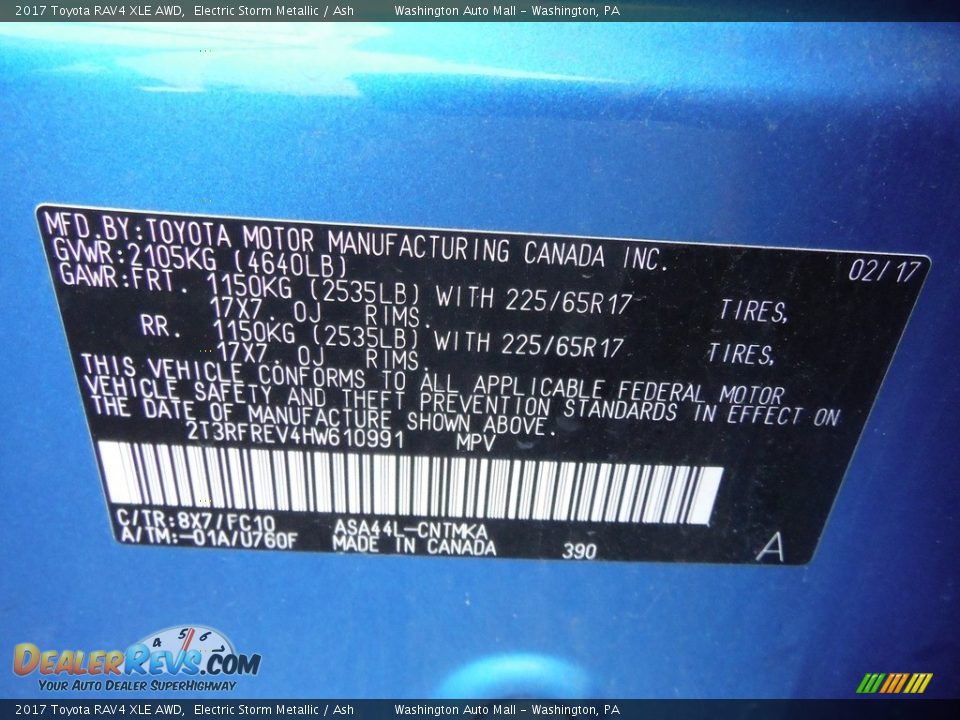 2017 Toyota RAV4 XLE AWD, Electric Storm Metallic / Ash Washington Auto Mall - Washington, PA
MFD.BY:TOYOTA MOTOR MANUFACTURING CANADA INC. 02/17
GVWR:2105KG (4640LB)
GAWR:FRT. 1150KG (2535LB) WITH 225/65R17 TIRES,
17X7.0J RIMS.
RR. 1150KG (2535LB) WITH 225/65R17 TIRES,
17X7.0J RIMS.
THIS VEHICLE CONFORMS TO ALL APPLICABLE FEDERAL MOTOR
VEHICLE SAFETY AND THEFT PREVENTION STANDARDS IN EFFECT ON
THE DATE OF MANUFACTURE SHOWN ABOVE.
2T3RFREV4HW610991 MPV
C/TR:8X7/FC10 ASA44L-CNTMKA
A/TM:-01A/U760F MADE IN CANADA 390 A
4 5 6 7
DealerRevs.com
Your Auto Dealer SuperHighway
2017 Toyota RAV4 XLE AWD, Electric Storm Metallic / Ash Washington Auto Mall - Washington, PA